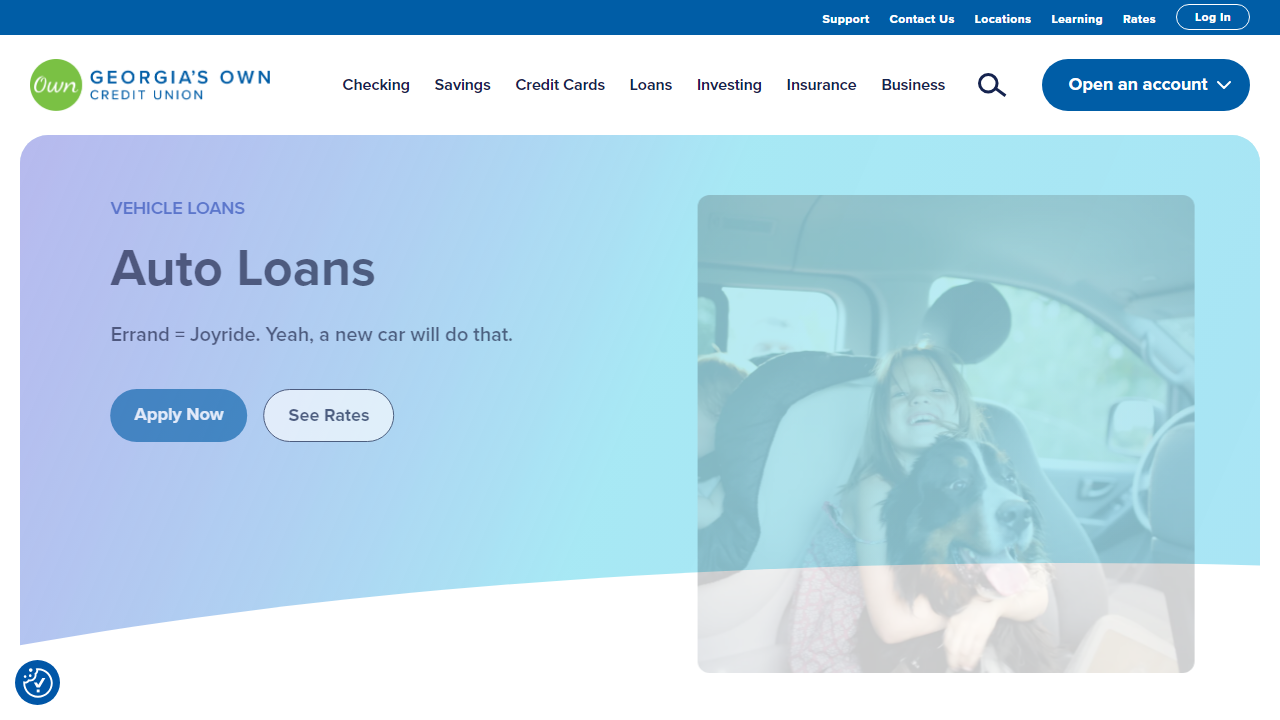 Support Contact Us Locations Learning Rates Log In
Own GEORGIA'S OWN
CREDIT UNION
Checking Savings Credit Cards Loans Investing Insurance Business Open an account
VEHICLE LOANS
Auto Loans
Errand = Joyride. Yeah, a new car will do that.
Apply Now See Rates